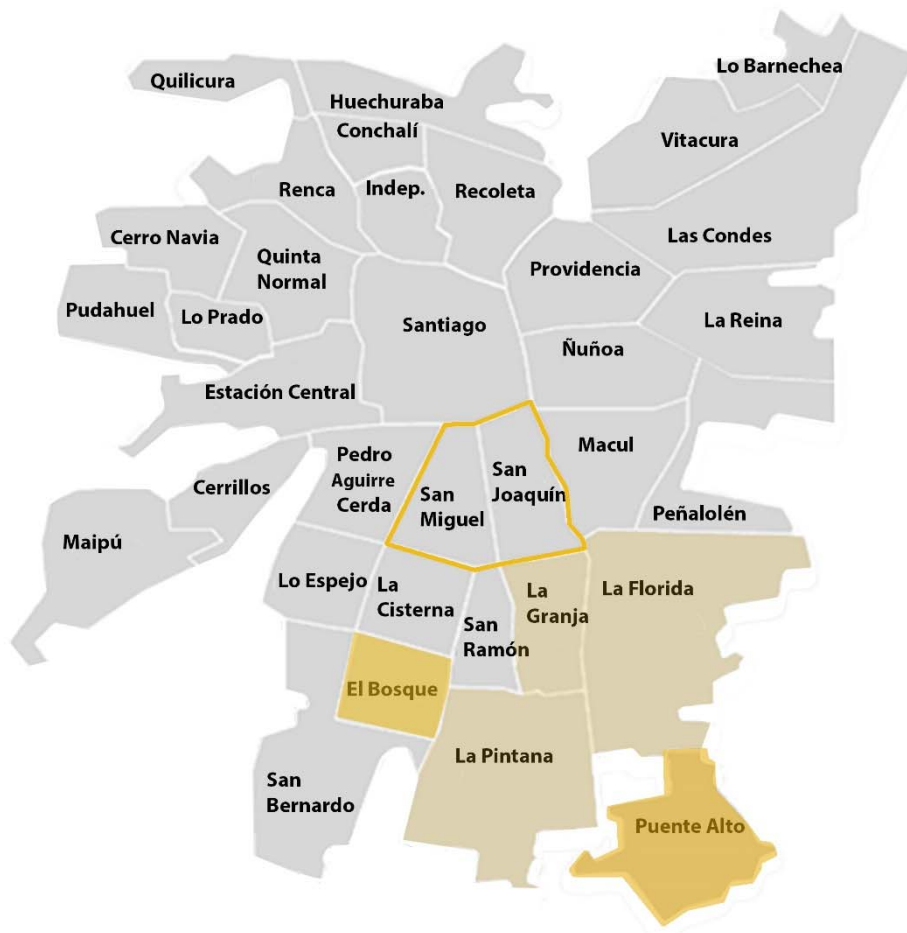 Lo Barnechea
Quilicura
Huechuraba
Conchalí
Vitacura
Renca
Indep.
Recoleta
Cerro Navia
Las Condes
Quinta
Normal
Providencia
Pudahuel
Lo Prado
Santiago
La Reina
Ñuñoa
Estación Central
Pedro
Aguirre
Cerda
Macul
San
Joaquín
Cerrillos
San
Miguel
Peñalolén
Maipú
Lo Espejo
La
Cisterna
La
Granja
La Florida
San
Ramón
El Bosque
La Pintana
San
Bernardo
Puente Alto